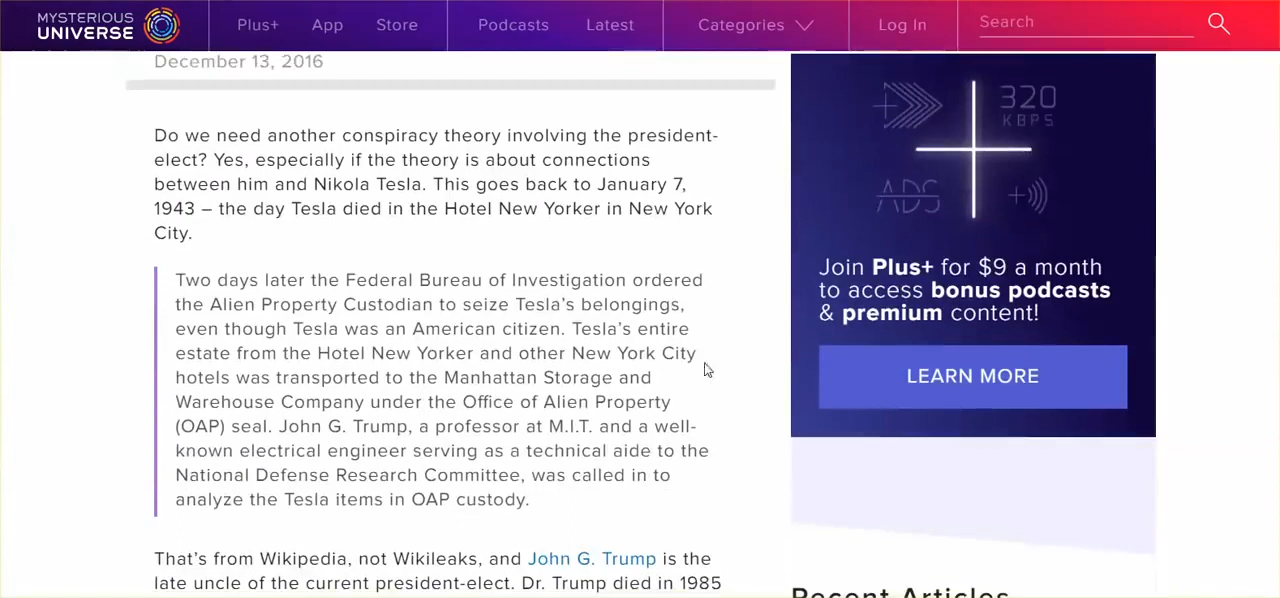 MYSTERIOUS
UNIVERSE
Plus+ App Store Podcasts Latest Categories Log In Search
December 13, 2016
Do we need another conspiracy theory involving the president-
elect? Yes, especially if the theory is about connections
between him and Nikola Tesla. This goes back to January 7,
1943 – the day Tesla died in the Hotel New Yorker in New York
City.
Two days later the Federal Bureau of Investigation ordered
the Alien Property Custodian to seize Tesla's belongings,
even though Tesla was an American citizen. Tesla's entire
estate from the Hotel New Yorker and other New York City
hotels was transported to the Manhattan Storage and
Warehouse Company under the Office of Alien Property
(OAP) seal. John G. Trump, a professor at M.I.T. and a well-
known electrical engineer serving as a technical aide to the
National Defense Research Committee, was called in to
analyze the Tesla items in OAP custody.
That's from Wikipedia, not Wikileaks, and John G. Trump is the
late uncle of the current president-elect. Dr. Trump died in 1985
320
KBPS
ADS
Join Plus+ for $9 a month
to access bonus podcasts
& premium content!
LEARN MORE
Recent Articles